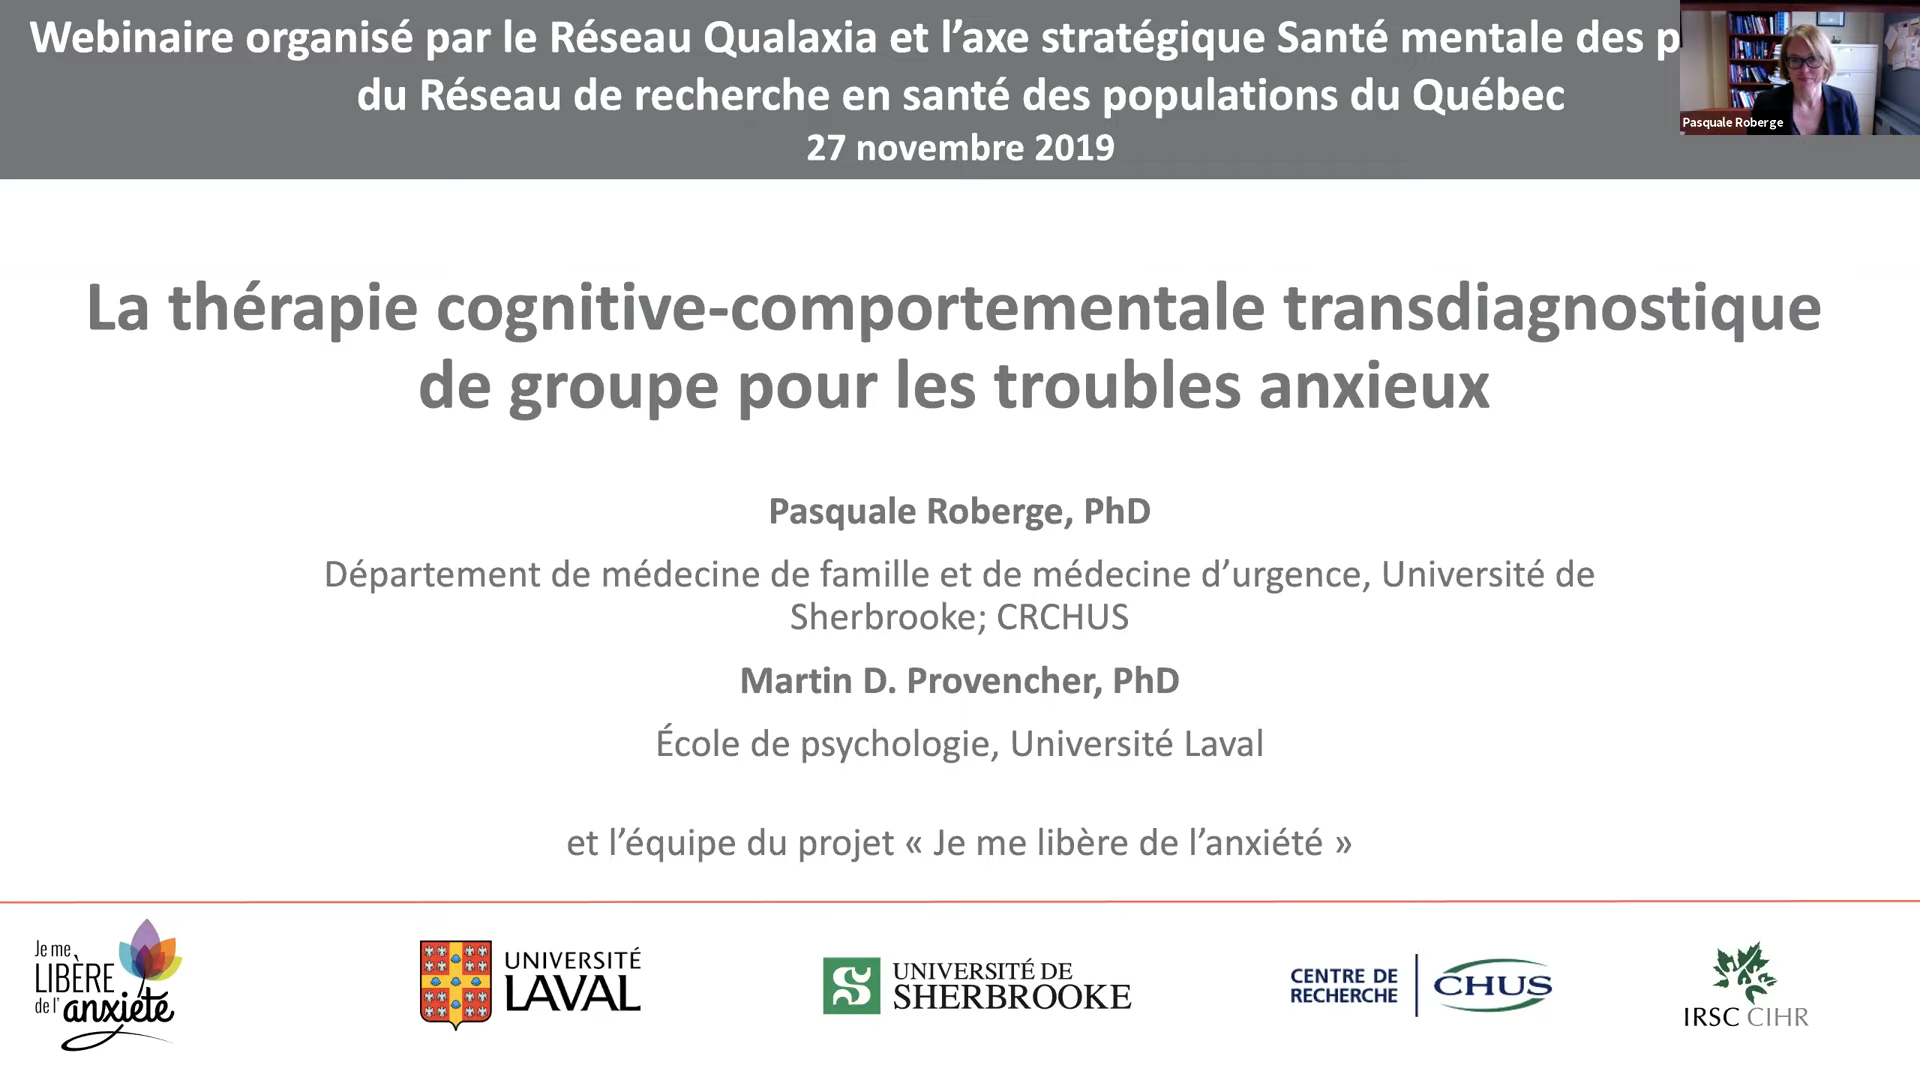 Webinaire organisé par le Réseau Qualaxia et l’axe stratégique Santé mentale des
du Réseau de recherche en santé des populations du Québec
27 novembre 2019
Pasquale Roberge
La thérapie cognitive-comportementale transdiagnostique
de groupe pour les troubles anxieux
Pasquale Roberge, PhD
Département de médecine de famille et de médecine d’urgence, Université de
Sherbrooke; CRCHUS
Martin D. Provencher, PhD
École de psychologie, Université Laval
et l’équipe du projet « Je me libère de l’anxiété »
Je me
LIBÈRE
de l’anxiété
UNIVERSITÉ
LAVAL
UNIVERSITÉ DE
SHERBROOKE
CENTRE DE
RECHERCHE
CHUS
IRSC CIHR